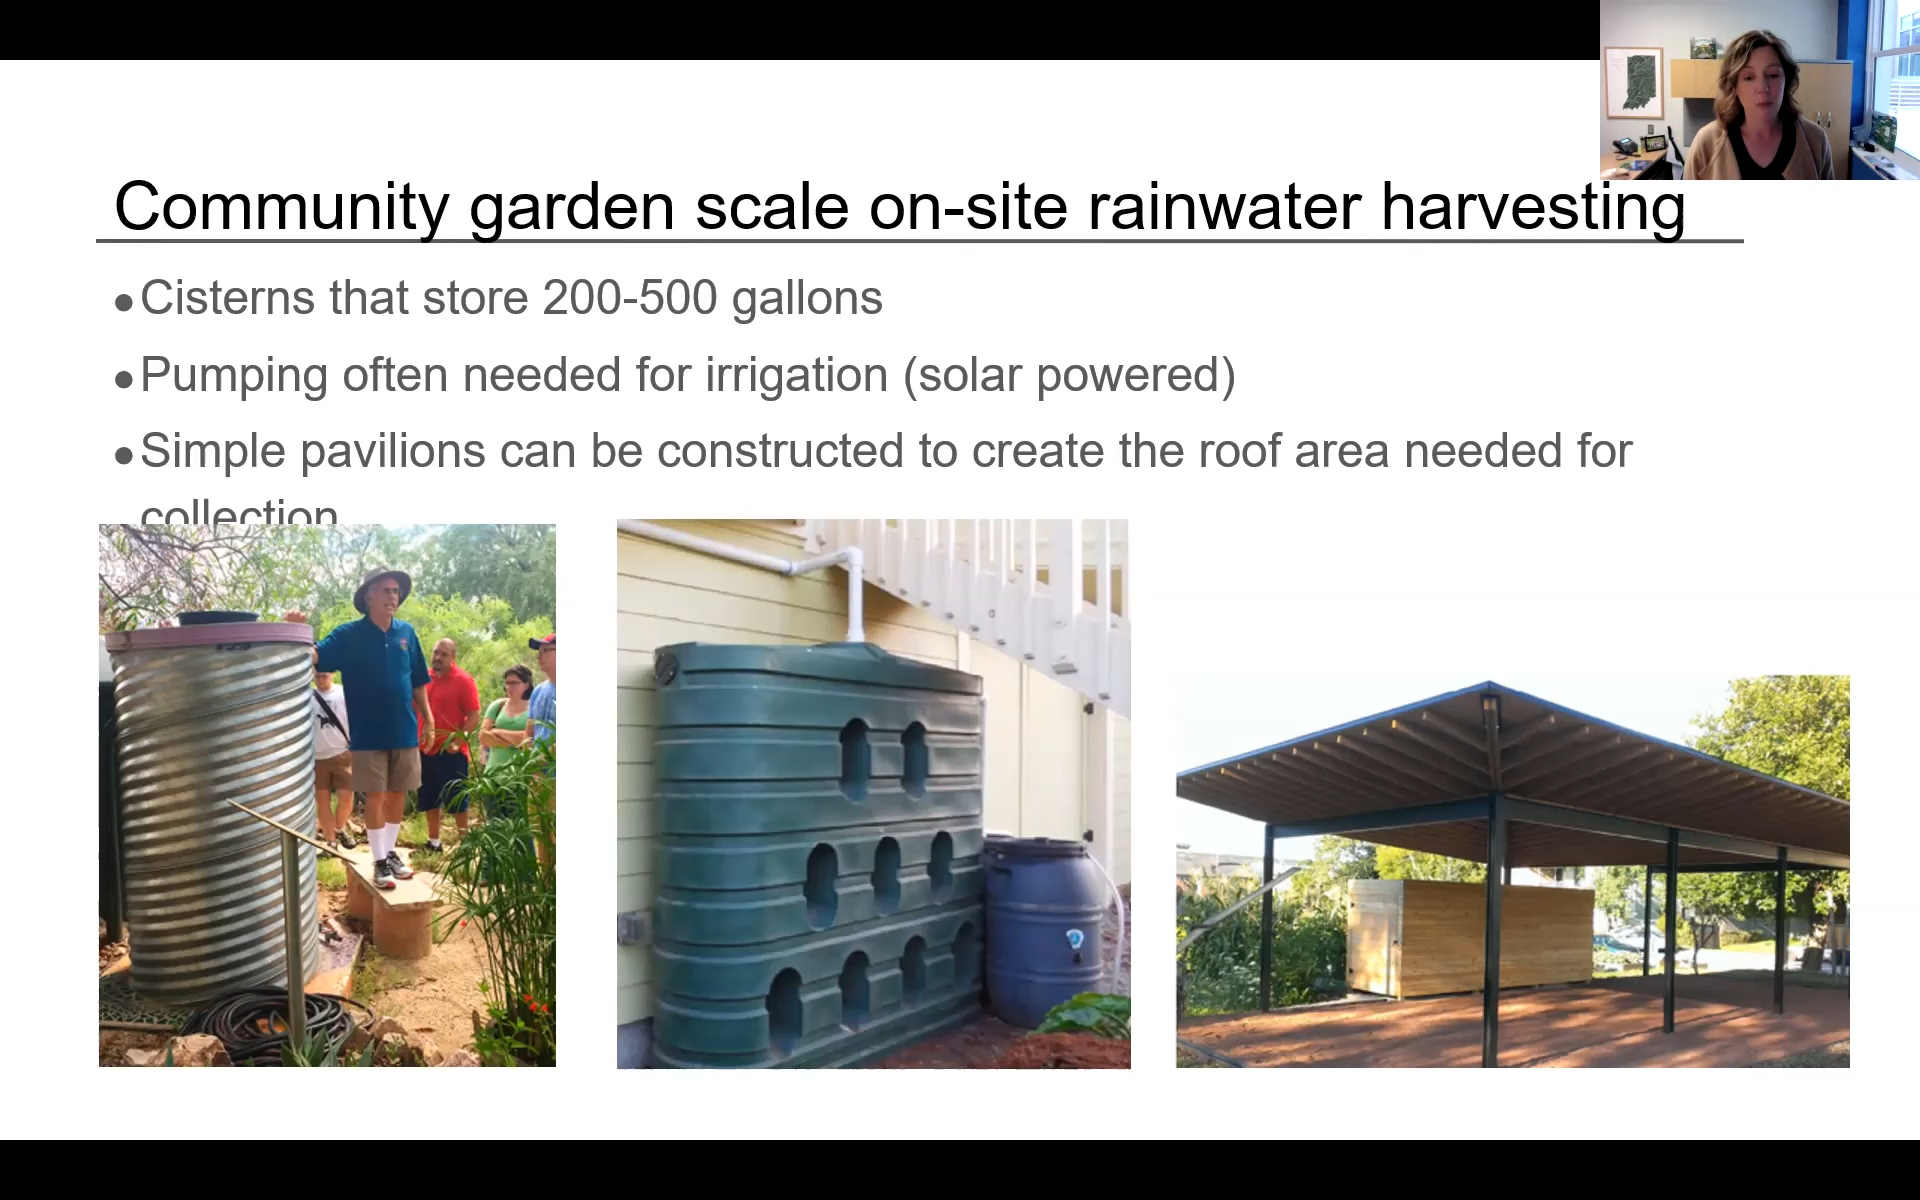 Community garden scale on-site rainwater harvesting
●Cisterns that store 200-500 gallons
●Pumping often needed for irrigation (solar powered)
●Simple pavilions can be constructed to create the roof area needed for
collection